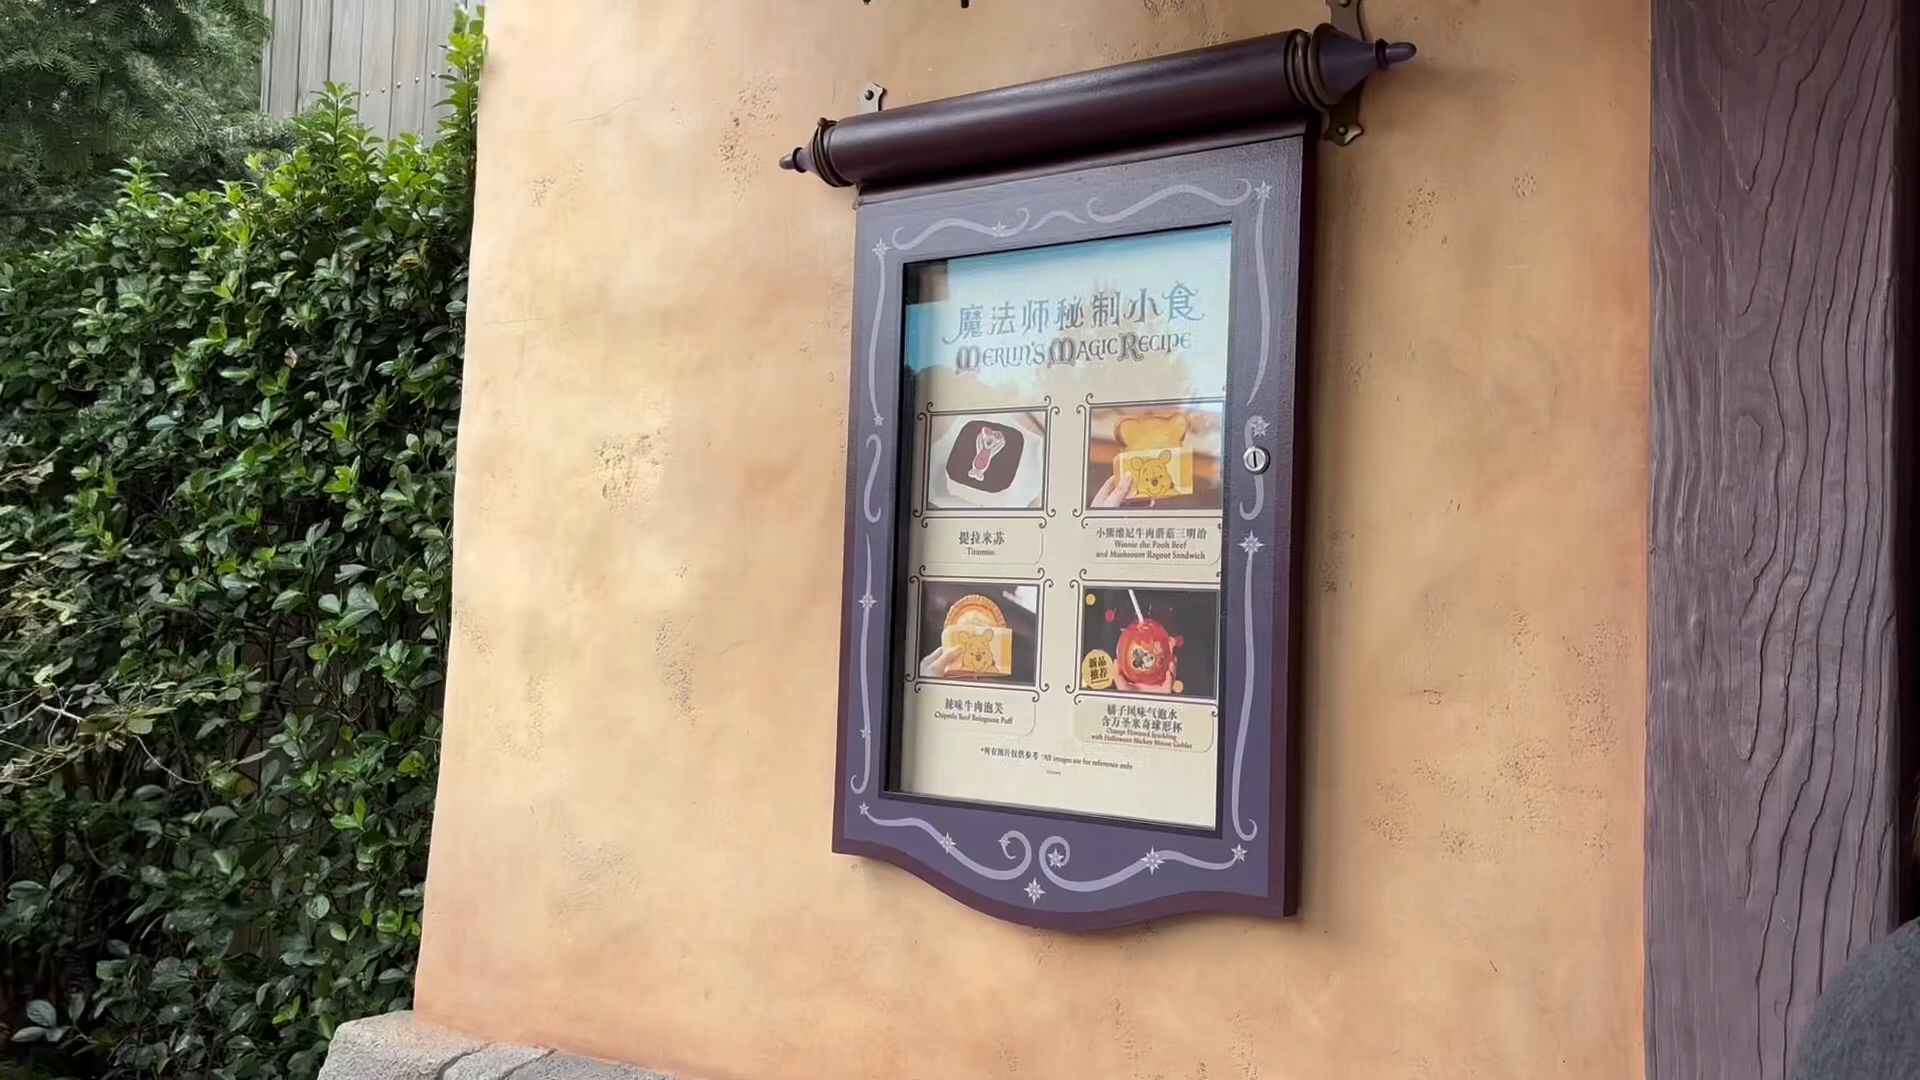 魔法师秘制小食
MERLIN'S MAGIC RECIPE
提拉米苏
Tiramisu
小熊维尼牛肉蘑菇三明治
Winnie the Pooh Beef
and Mushroom Ragout Sandwich
辣味牛肉泡芙
Chipotle Beef Bolognese Puff
新品
推荐
橘子风味气泡水
含万圣米奇球形杯
Orange Flavored Sparkling
with Halloween Mickey Mouse Goblet
*所有图片仅供参考 *All images are for reference only